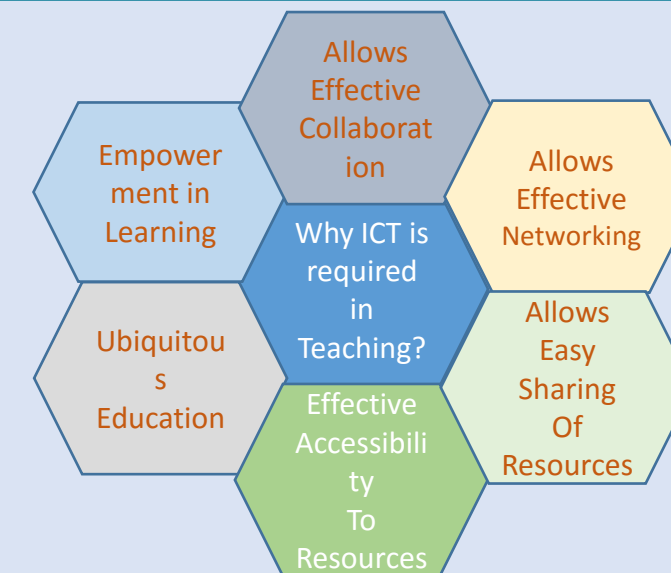 Allows
Effective
Collaborat
ion
Empower
ment in
Learning
Allows
Effective
Networking
Why ICT is
required
in
Teaching?
Ubiquitou
s
Education
Allows
Easy
Sharing
Of
Resources
Effective
Accessibili
ty
To
Resources